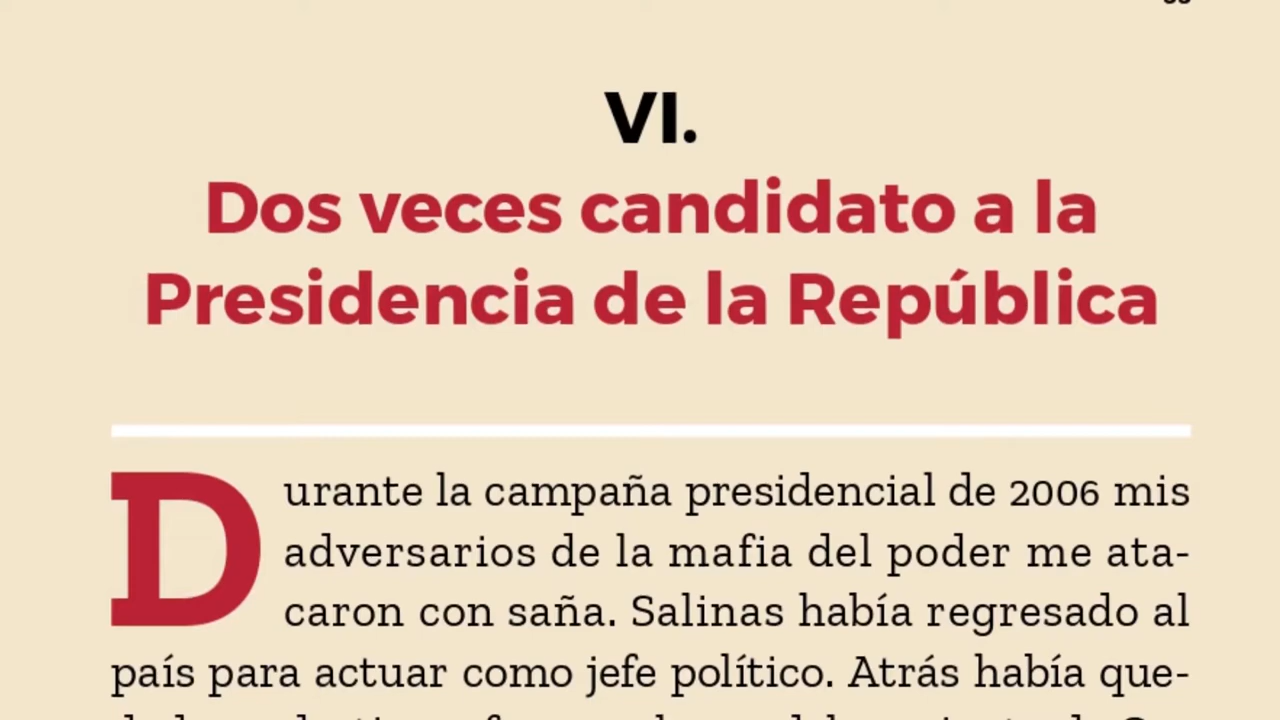 VI.
Dos veces candidato a la
Presidencia de la República
Durante la campaña presidencial de 2006 mis
adversarios de la mafia del poder me ata-
caron con saña. Salinas había regresado al
país para actuar como jefe político. Atrás había que-